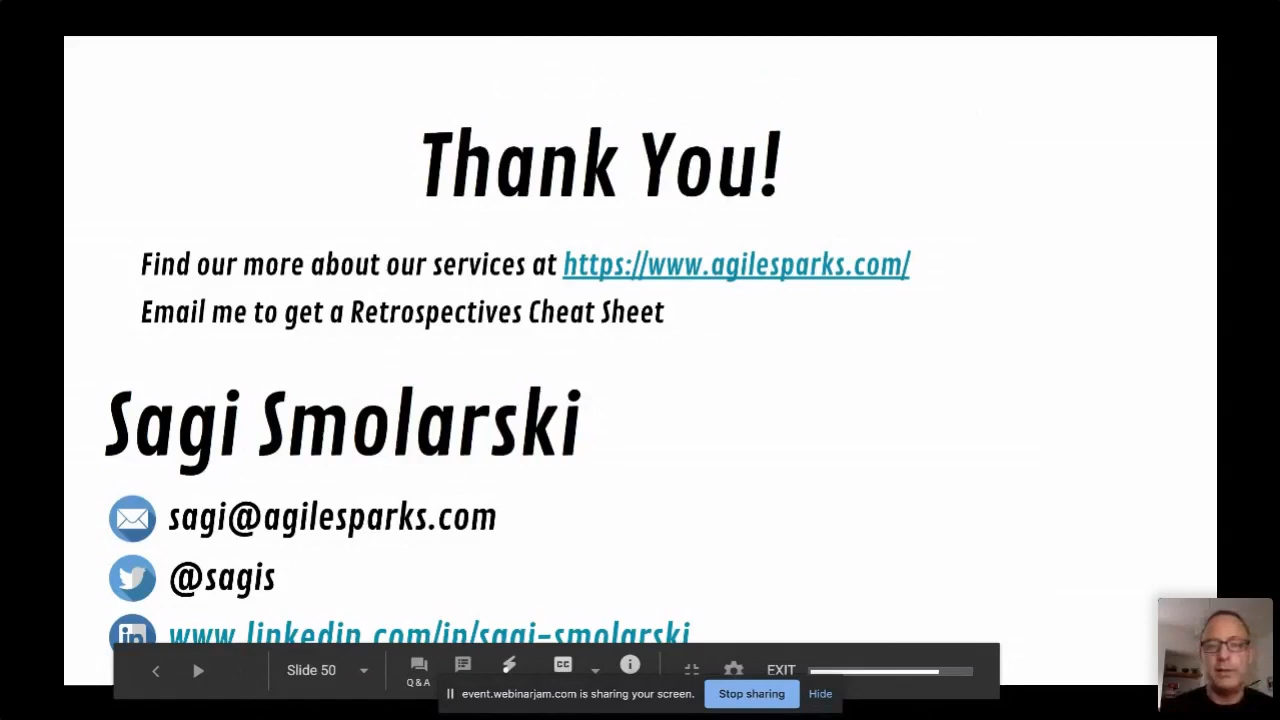 Thank You!
Find our more about our services at https://www.agilesparks.com/
Email me to get a Retrospectives Cheat Sheet
Sagi Smolarski
sagi@agilesparks.com
@sagis
in www.linkedin.com/in/sagi-smolarski
Slide 50
CC
EXIT
Q&A
event.webinarjam.com is sharing your screen.
Stop sharing
Hide